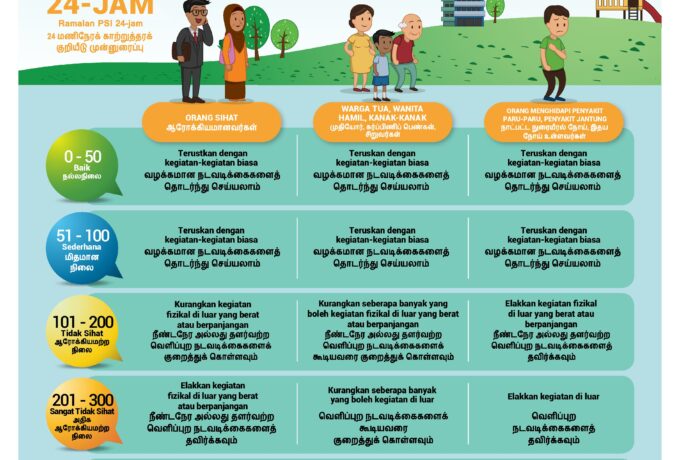 24-JAM
Ramalan PSI 24-jam
24 மணிநேரக் காற்றுத்தரக்
குறியீடு முன்னுரைப்பு
ORANG SIHAT
ஆரோக்கியமானவர்கள்
WARGA TUA, WANITA
HAMIL, KANAK-KANAK
முதியோர், கர்ப்பிணிப் பெண்கள்,
சிறுவர்கள்
ORANG MENGHIDAPI PENYAKIT
PARU-PARU, PENYAKIT JANTUNG
நாட்பட்ட நுரையீரல் நோய், இதய
நோய் உள்ளவர்கள்
0 - 50
Baik
நல்லநிலை
Terustkan dengan
kegiatan-kegiatan biasa
வழக்கமான நடவடிக்கைகளைத்
தொடர்ந்து செய்யலாம்
Teruskan dengan
kegiatan-kegiatan biasa
வழக்கமான நடவடிக்கைகளைத்
தொடர்ந்து செய்யலாம்
Teruskan dengan
kegiatan-kegiatan biasa
வழக்கமான நடவடிக்கைகளைத்
தொடர்ந்து செய்யலாம்
51 - 100
Sederhana
மிதமான
நிலை
Teruskan dengan
kegiatan-kegiatan biasa
வழக்கமான நடவடிக்கைகளைத்
தொடர்ந்து செய்யலாம்
Teruskan dengan
kegiatan-kegiatan biasa
வழக்கமான நடவடிக்கைகளைத்
தொடர்ந்து செய்யலாம்
Teruskan dengan
kegiatan-kegiatan biasa
வழக்கமான நடவடிக்கைகளைத்
தொடர்ந்து செய்யலாம்
101 - 200
Tidak Sihat
ஆரோக்கியமற்ற
நிலை
Kurangkan kegiatan
fizikal di luar yang berat
atau berpanjangan
நீண்டநேர அல்லது தளர்வற்ற
வெளிப்புற நடவடிக்கைகளைக்
குறைத்துக் கொள்ளவும்
Kurangkan seberapa banyak yang
boleh kegiatan fizikal di luar yang berat
atau berpanjangan
நீண்டநேர அல்லது தளர்வற்ற
வெளிப்புற நடவடிக்கைகளைக்
கூடியவரை குறைத்துக் கொள்ளவும்
Elakkan kegiatan fizikal
di luar yang berat atau
berpanjangan
நீண்டநேர அல்லது தளர்வற்ற
வெளிப்புற நடவடிக்கைகளைத்
தவிர்க்கவும்
201 - 300
Sangat Tidak Sihat
அதிக
ஆரோக்கியமற்ற
நிலை
Elakkan kegiatan
fizikal di luar yang berat
atau berpanjangan
நீண்டநேர அல்லது தளர்வற்ற
வெளிப்புற நடவடிக்கைகளைத்
தவிர்க்கவும்
Kurangkan seberapa banyak
yang boleh kegiatan di luar
வெளிப்புற நடவடிக்கைகளைக்
கூடியவரை
குறைத்துக் கொள்ளவும்
Elakkan kegiatan di luar
வெளிப்புற
நடவடிக்கைகளைத்
தவிர்க்கவும்